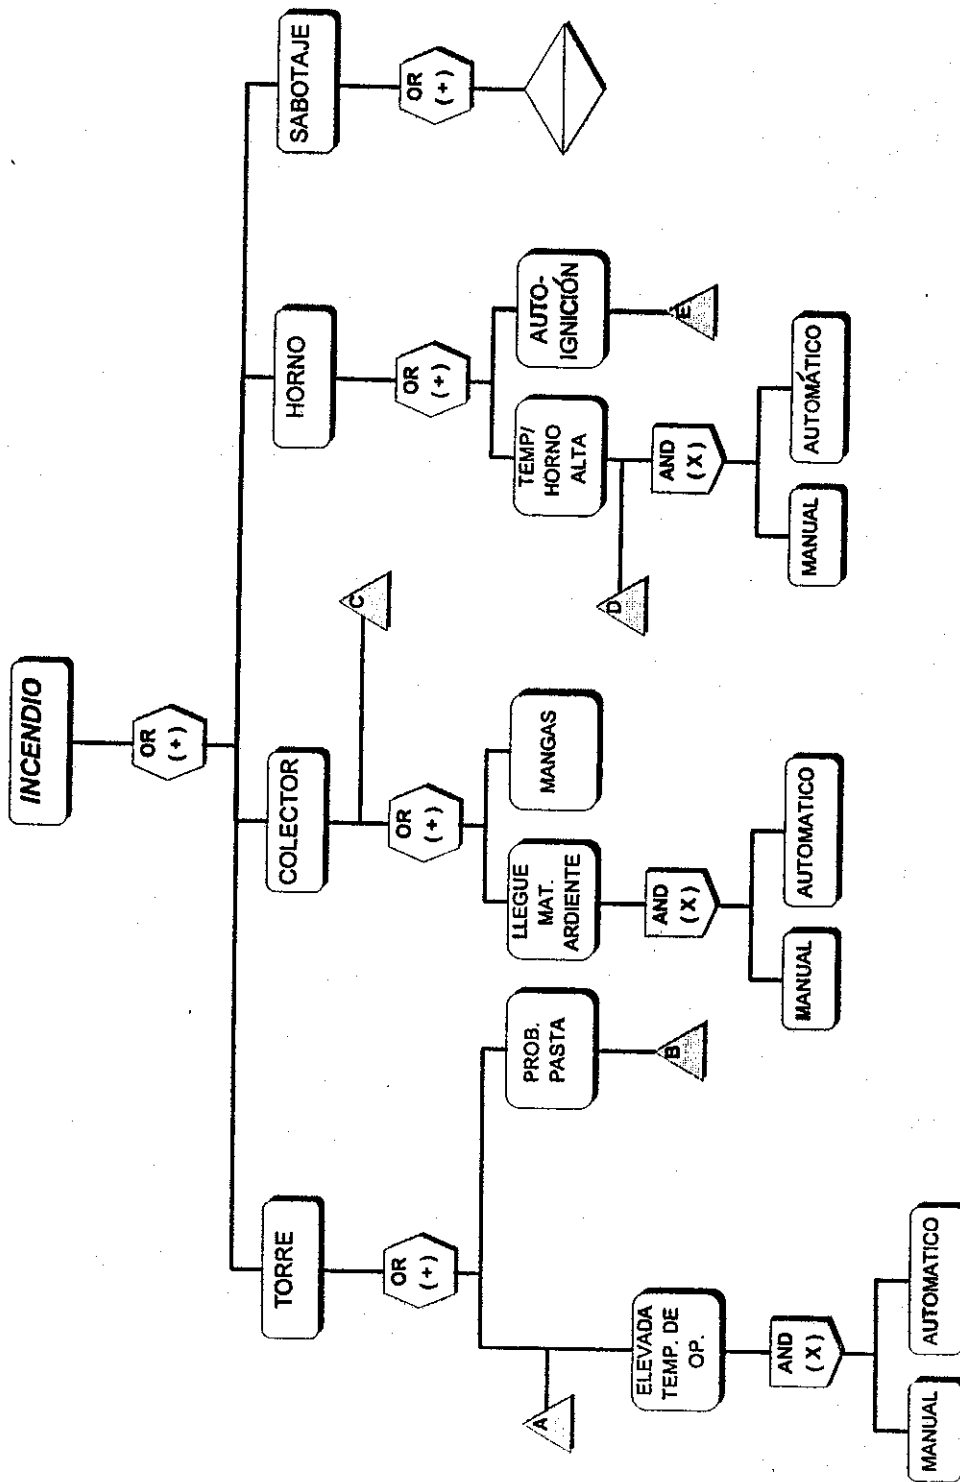 INCENDIO
OR
(+)
TORRE
COLECTOR
HORNO
SABOTAJE
OR
(+)
C
OR
(+)
OR
(+)
OR
(+)
A
PROB.
PASTA
LLEGUE
MAT.
ARDIENTE
MANGAS
TEMP/
HORNO
ALTA
AUTO-
IGNICIÓN
ELEVADA
TEMP. DE
OP.
B
AND
(X)
D
AND
(X)
E
AND
(X)
MANUAL
AUTOMATICO
MANUAL
AUTOMÁTICO
MANUAL
AUTOMATICO